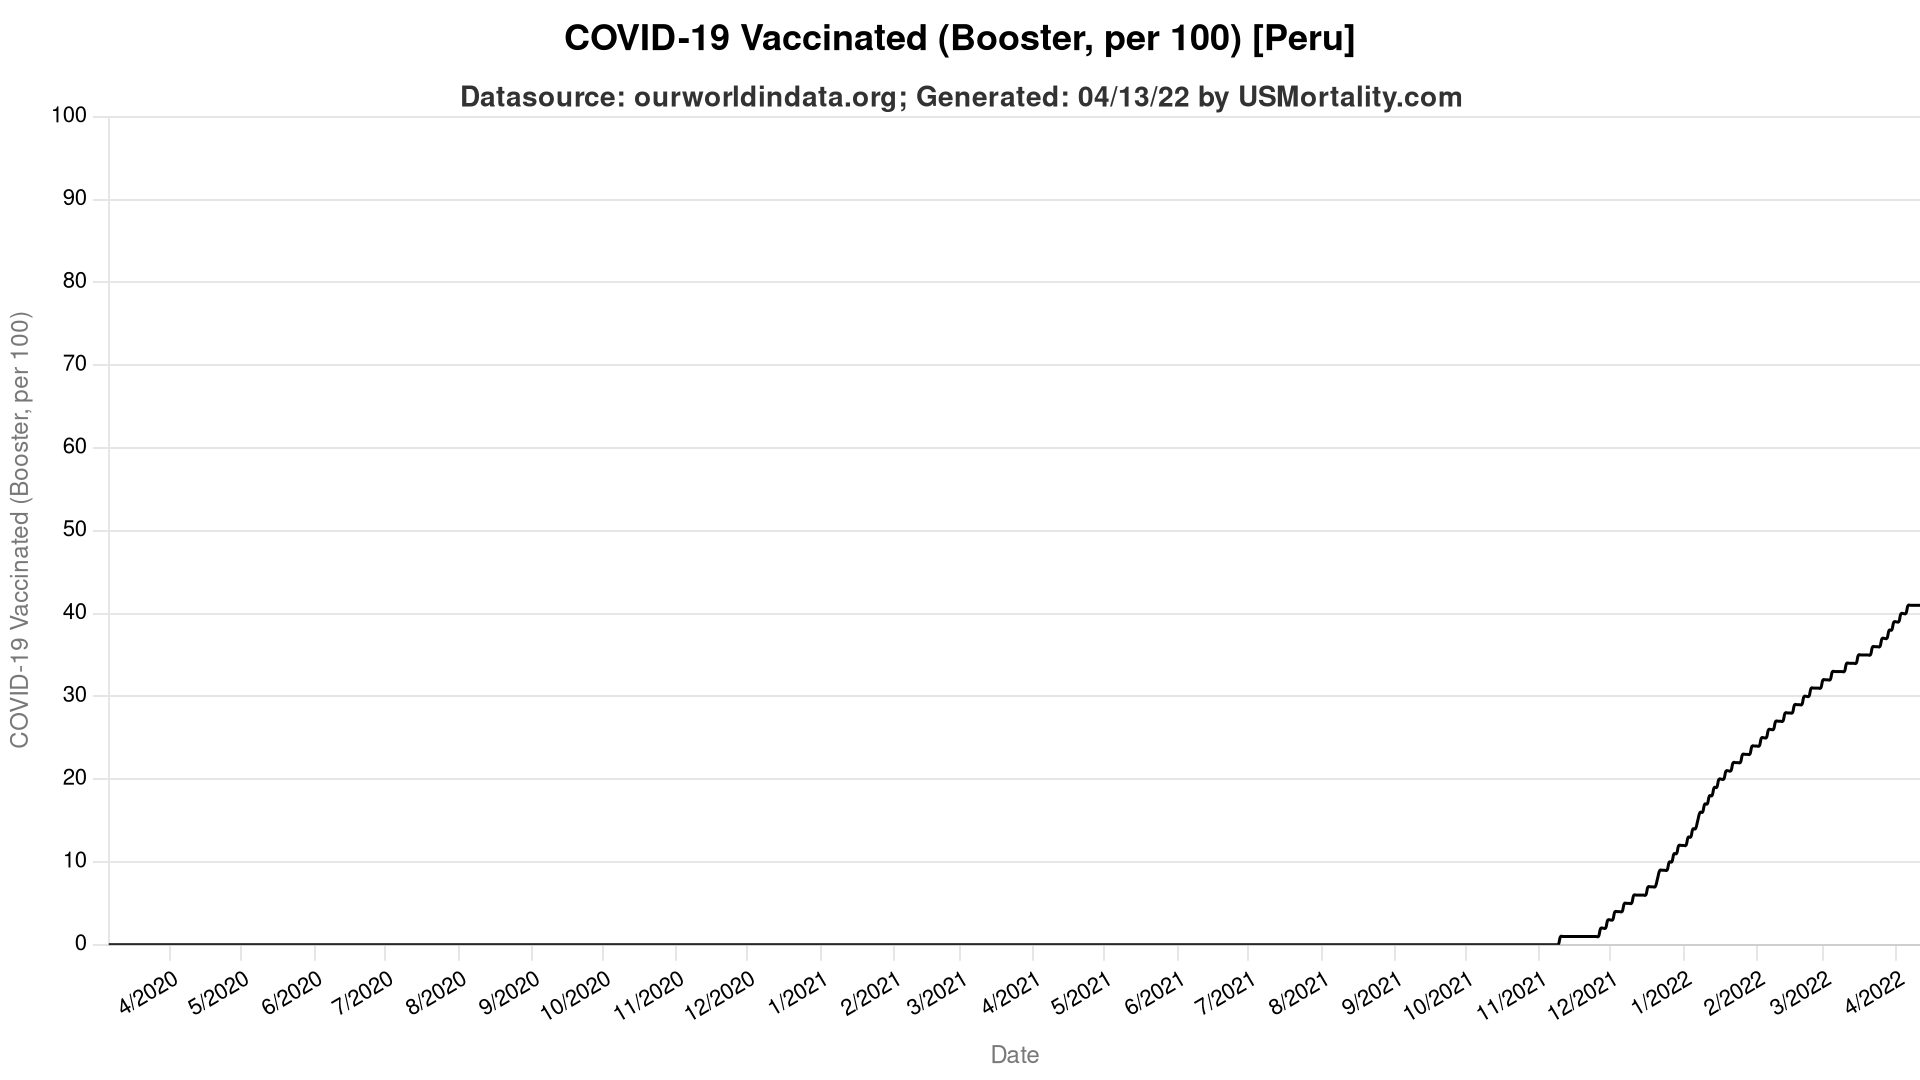 COVID-19 Vaccinated (Booster, per 100) [Peru]
Datasource: ourworldindata.org; Generated: 04/13/22 by USMortality.com
COVID-19 Vaccinated (Booster, per 100)
100
90
80
70
60
50
40
30
20
10
0
4/2020 5/2020 6/2020 7/2020 8/2020 9/2020 10/2020 11/2020 12/2020 1/2021 2/2021 3/2021 4/2021 5/2021 6/2021 7/2021 8/2021 9/2021 10/2021 11/2021 12/2021 1/2022 2/2022 3/2022 4/2022
Date